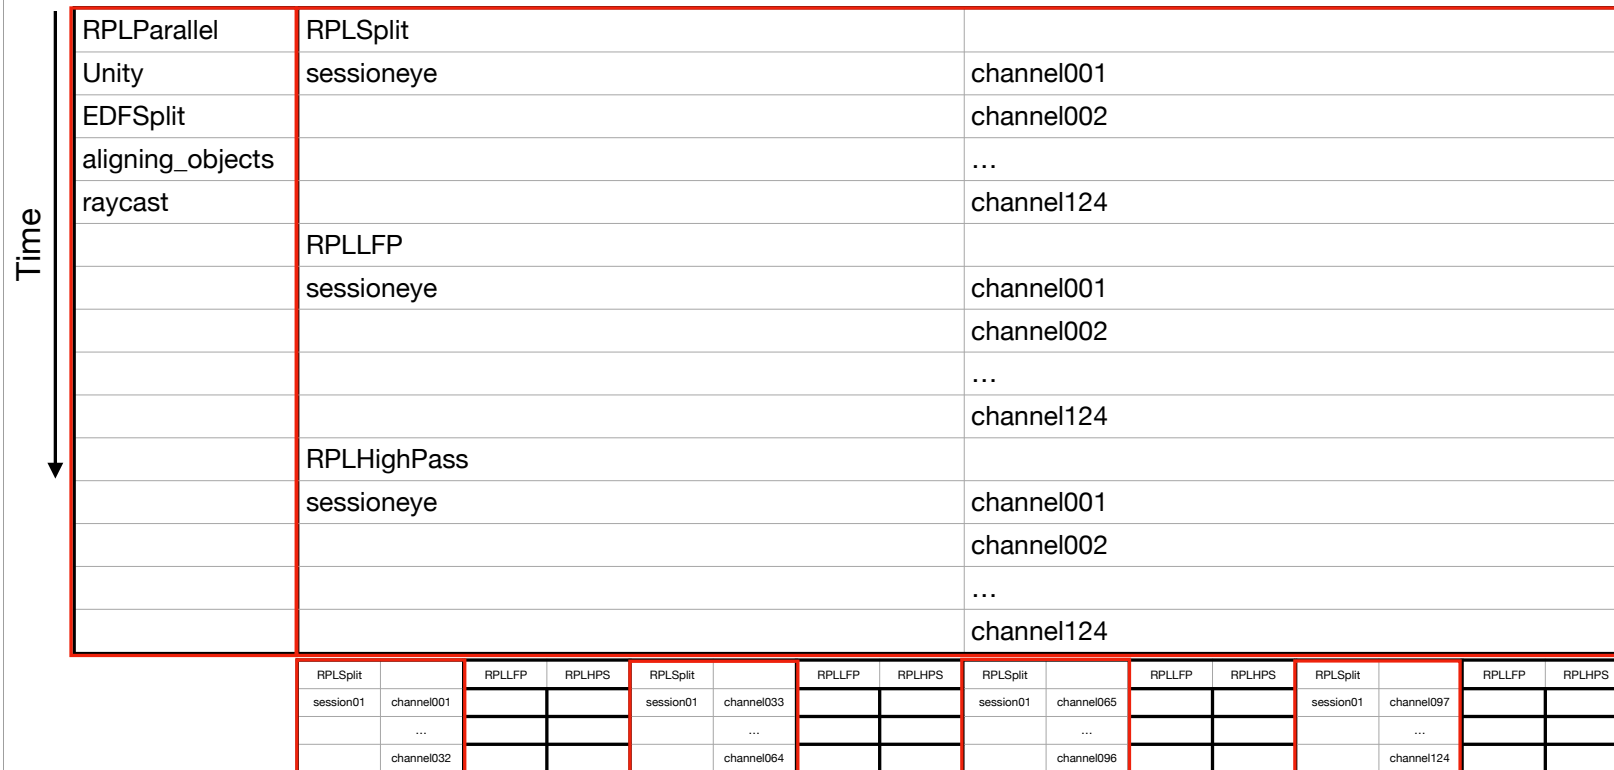 Time
RPLParallel RPLSplit
Unity sessioneye channel001
EDFSplit channel002
aligning_objects …
raycast channel124
RPLLFP
sessioneye channel001
channel002
…
channel124
RPLHighPass
sessioneye channel001
channel002
…
channel124
RPLSplit RPLLFP RPLHPS RPLSplit RPLLFP RPLHPS RPLSplit RPLLFP RPLHPS RPLSplit RPLLFP RPLHPS
session01 channel001 session01 channel033 session01 channel065 session01 channel097
… … … …
channel032 channel064 channel096 channel124